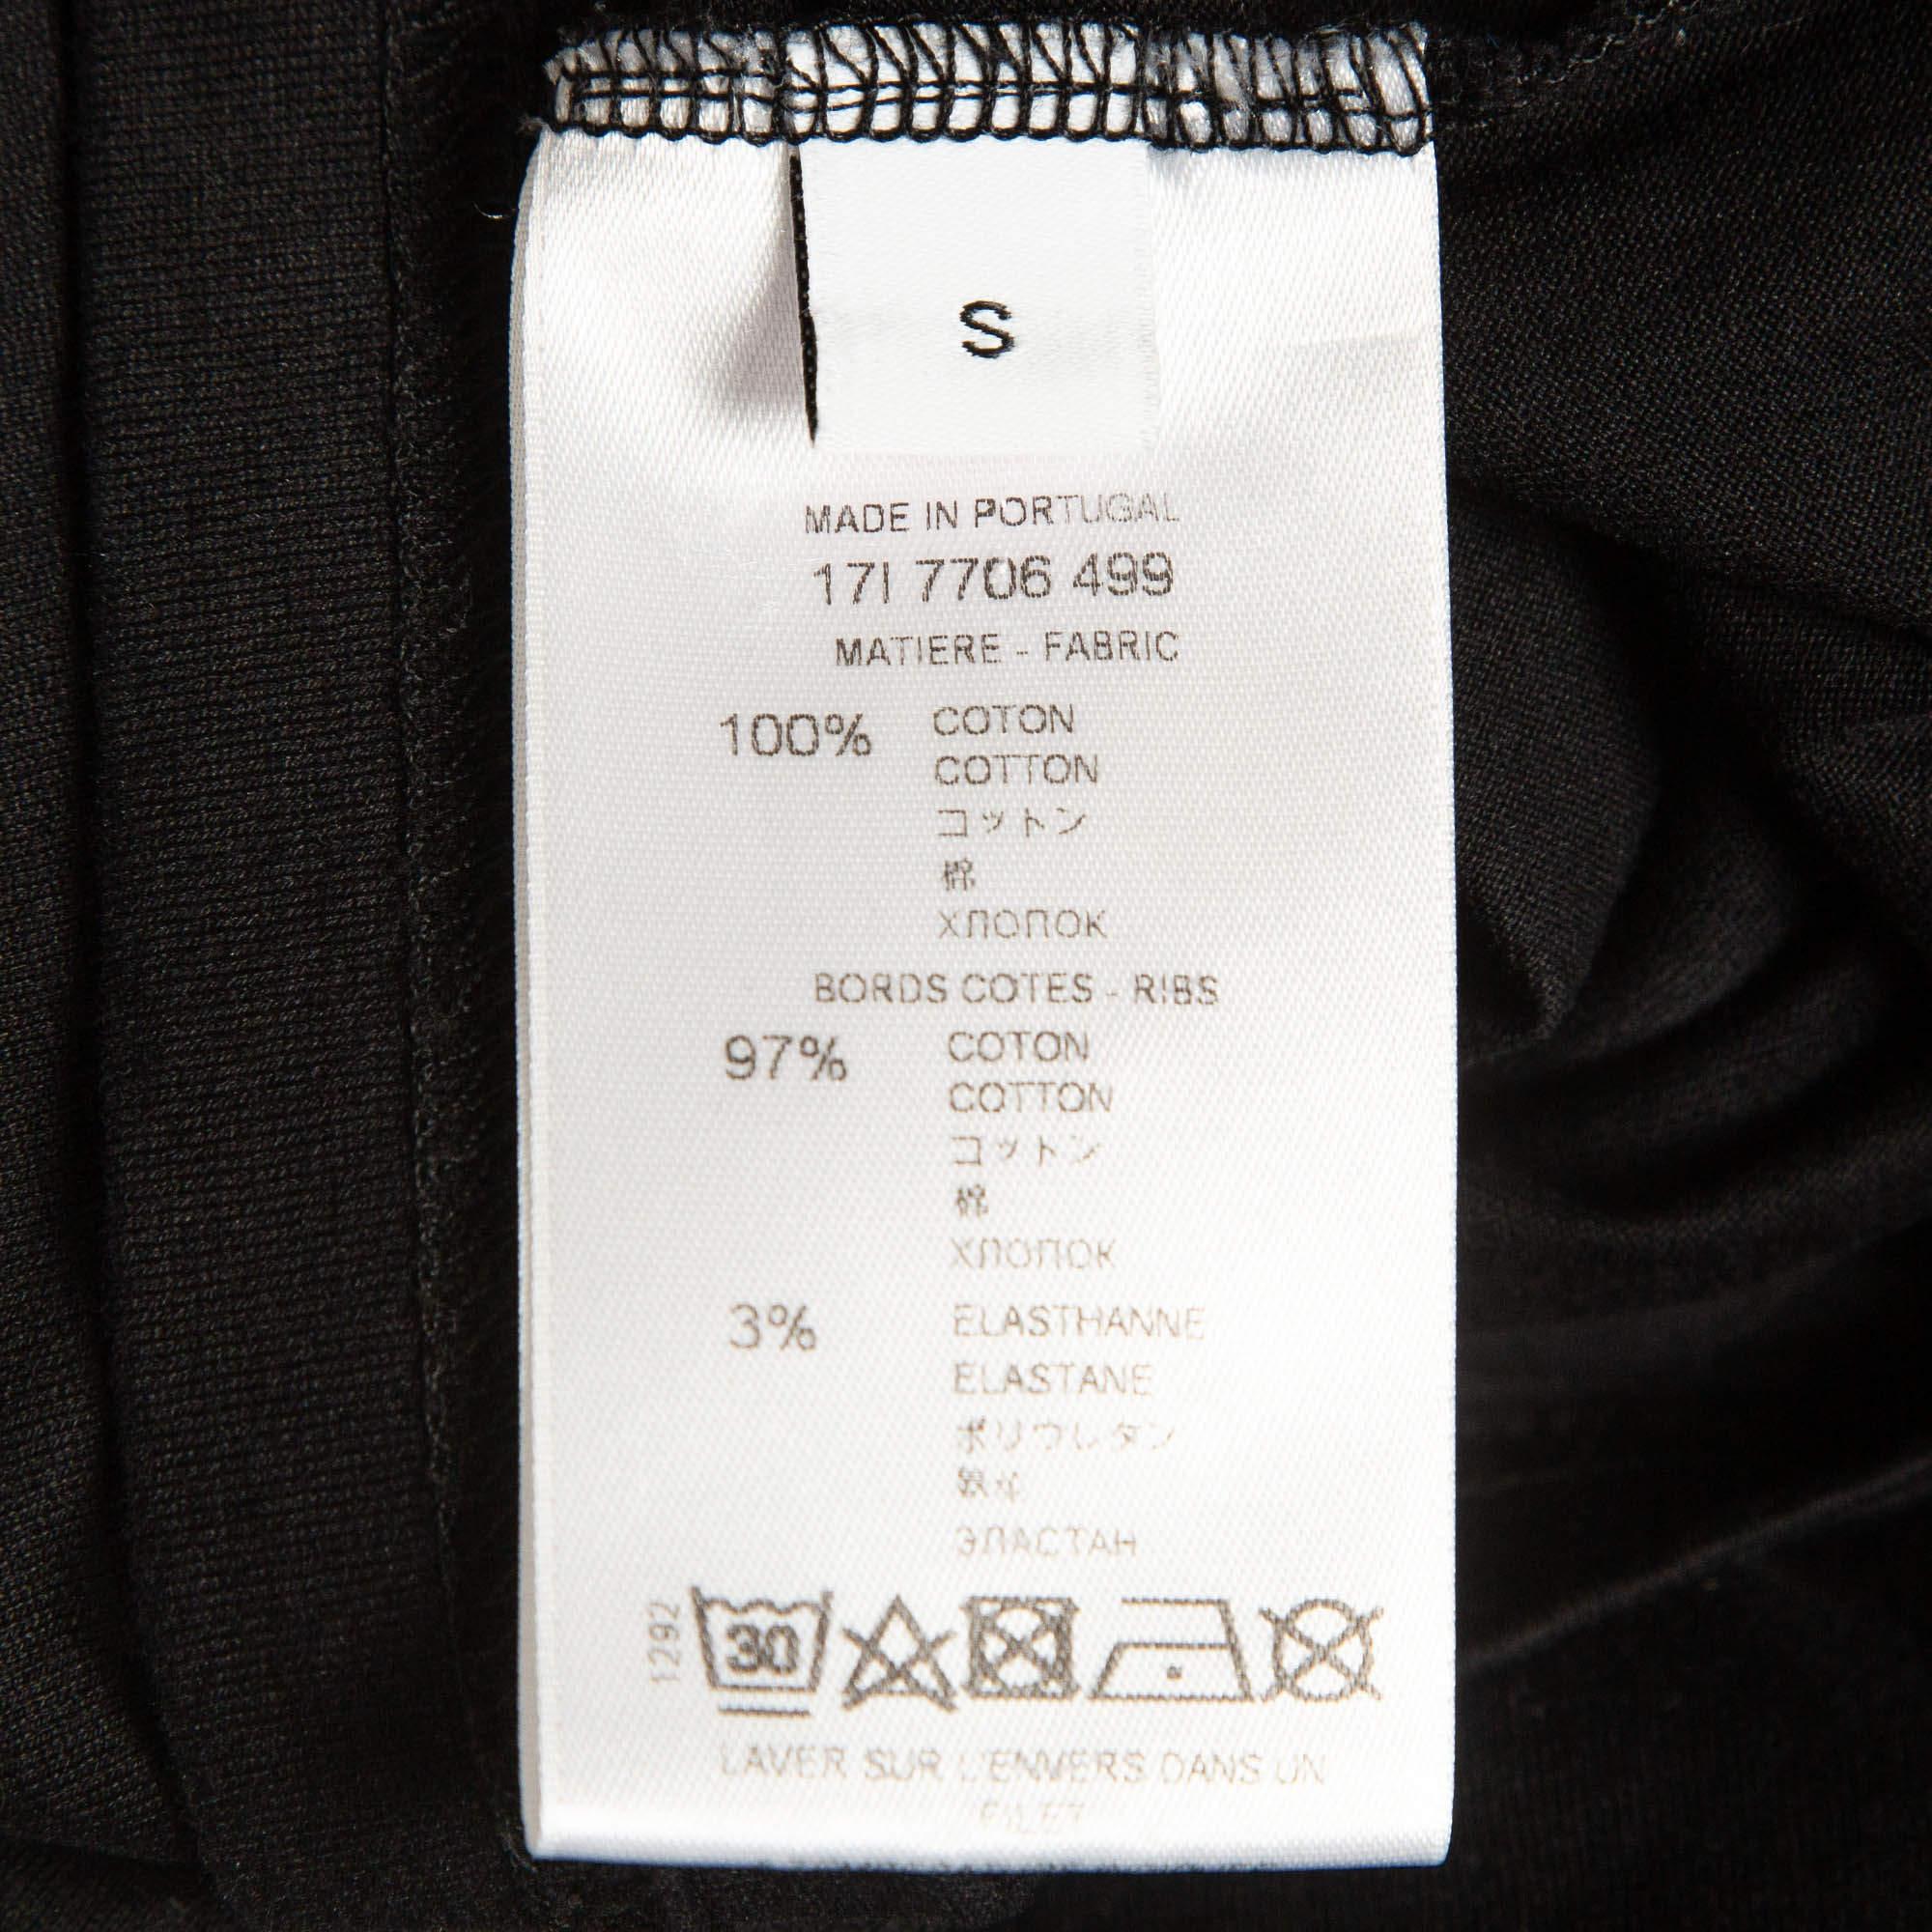 S
MADE IN PORTUGAL
17I 7706 499
MATIERE - FABRIC
100% COTON
COTTON
コットン
棉
ХЛОПОК
BORDS COTES - RIBS
97% COTON
COTTON
コットン
棉
ХЛОПОК
3% ELASTHANNE
ELASTANE
ポリウレタン
ЭЛАСТАН
1292
30
LAVER SUR L'ENVERS DANS UN
FILET